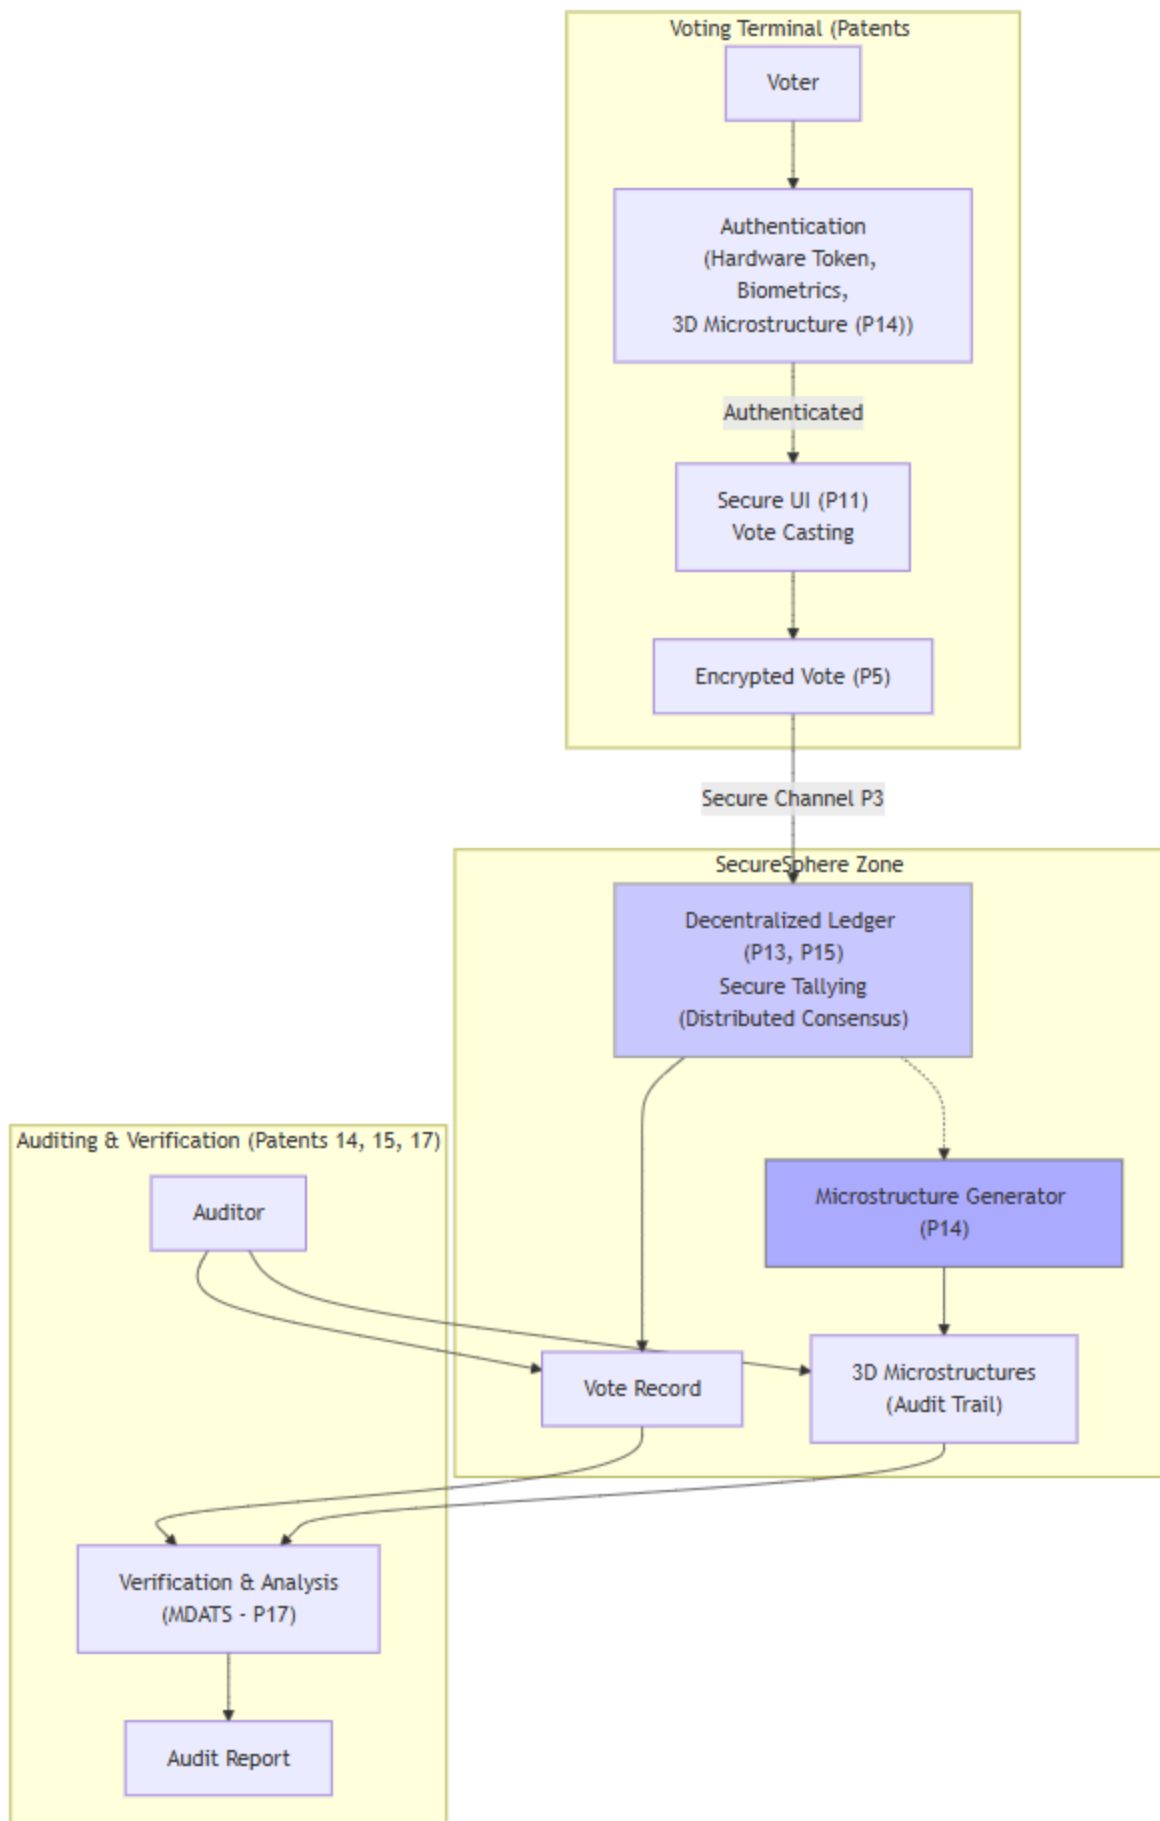 Voting Terminal (Patents
Voter
Authentication
(Hardware Token,
Biometrics,
3D Microstructure (P14))
Authenticated
Secure UI (P11)
Vote Casting
Encrypted Vote (P5)
Secure Channel P3
SecureSphere Zone
Decentralized Ledger
(P13, P15)
Secure Tallying
(Distributed Consensus)
Auditing & Verification (Patents 14, 15, 17)
Auditor
Microstructure Generator
(P14)
Vote Record
3D Microstructures
(Audit Trail)
Verification & Analysis
(MDATS - P17)
Audit Report